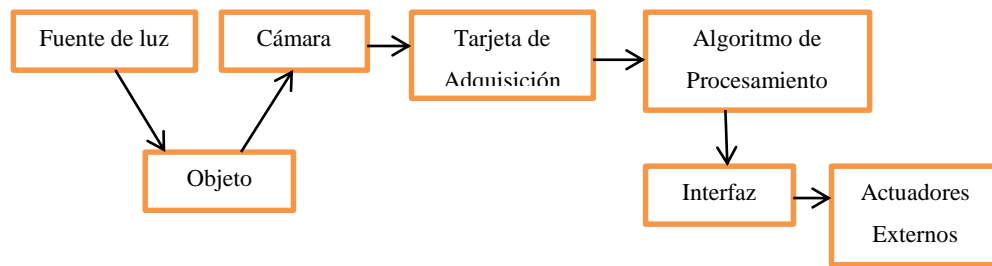 Fuente de luz
Cámara
Tarjeta de
Adquisición
Algoritmo de
Procesamiento
Objeto
Interfaz
Actuadores
Externos